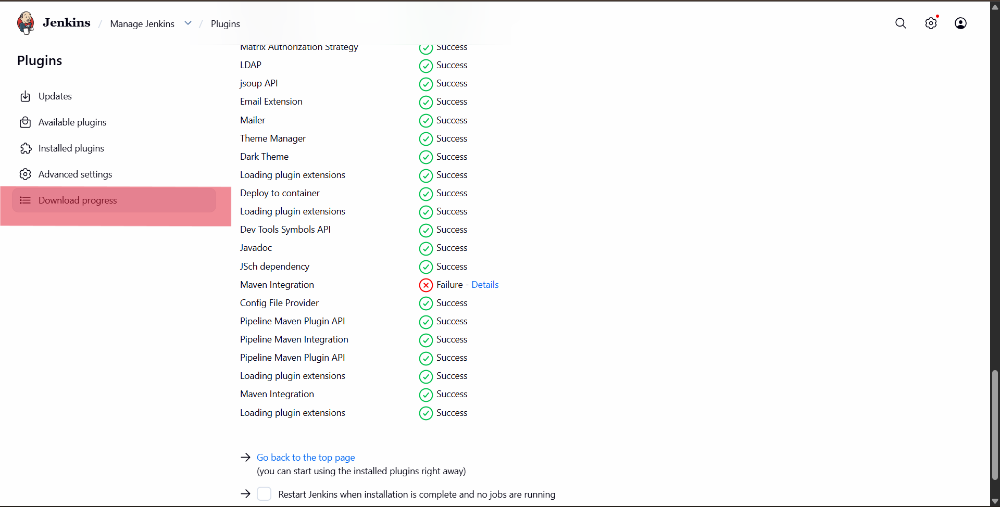 Jenkins / Manage Jenkins / Plugins
Plugins
Updates
Available plugins
Installed plugins
Advanced settings
Download progress
Matrix Authorization Strategy Success
LDAP Success
jsoup API Success
Email Extension Success
Mailer Success
Theme Manager Success
Dark Theme Success
Loading plugin extensions Success
Deploy to container Success
Loading plugin extensions Success
Dev Tools Symbols API Success
Javadoc Success
JSch dependency Success
Maven Integration Failure - Details
Config File Provider Success
Pipeline Maven Plugin API Success
Pipeline Maven Integration Success
Pipeline Maven Plugin API Success
Loading plugin extensions Success
Maven Integration Success
Loading plugin extensions Success
Go back to the top page
(you can start using the installed plugins right away)
Restart Jenkins when installation is complete and no jobs are running